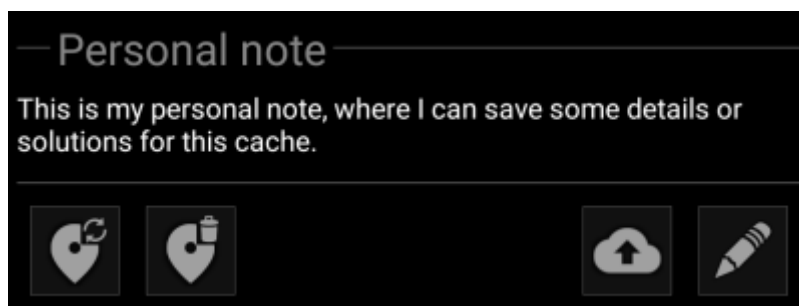 Personal note
This is my personal note, where I can save some details or
solutions for this cache.